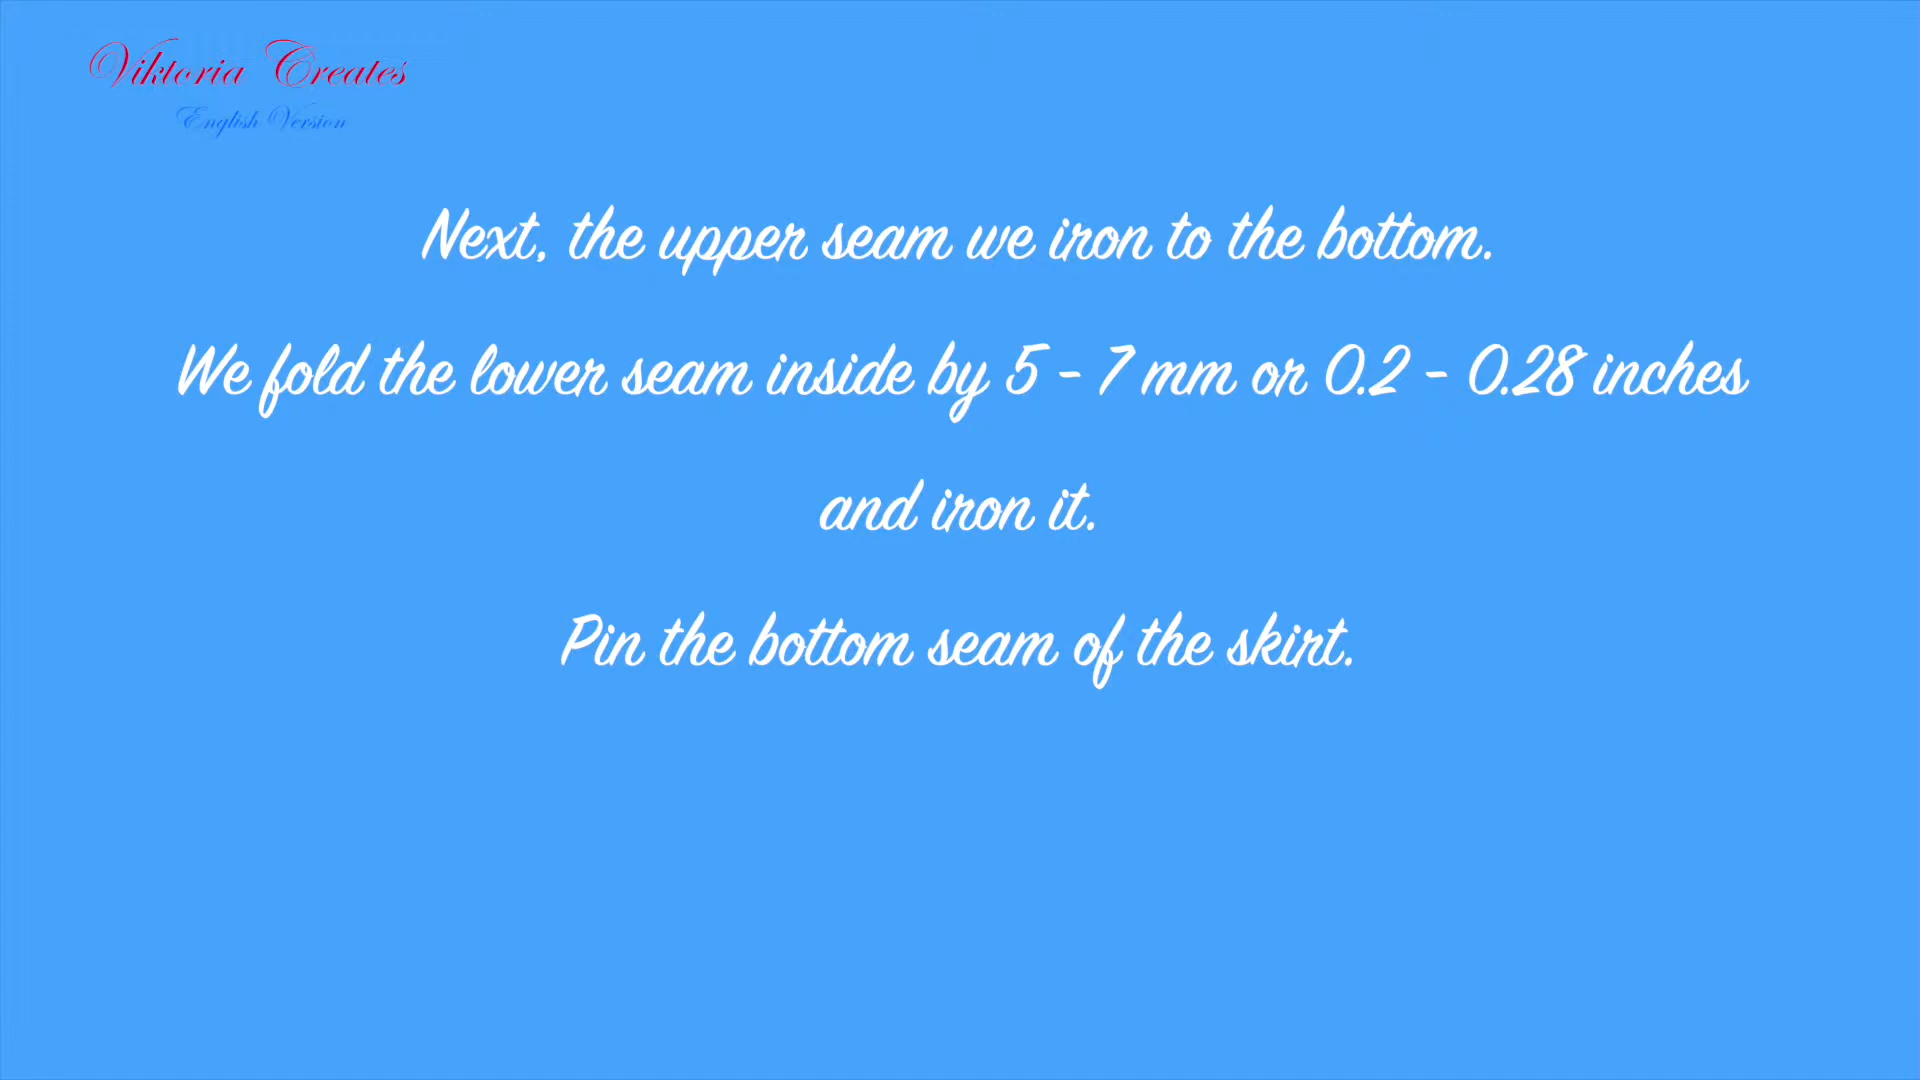 Viktoria Creates
English Version
Next, the upper seam we iron to the bottom.
We fold the lower seam inside by 5 - 7 mm or 0.2 - 0.28 inches
and iron it.
Pin the bottom seam of the skirt.